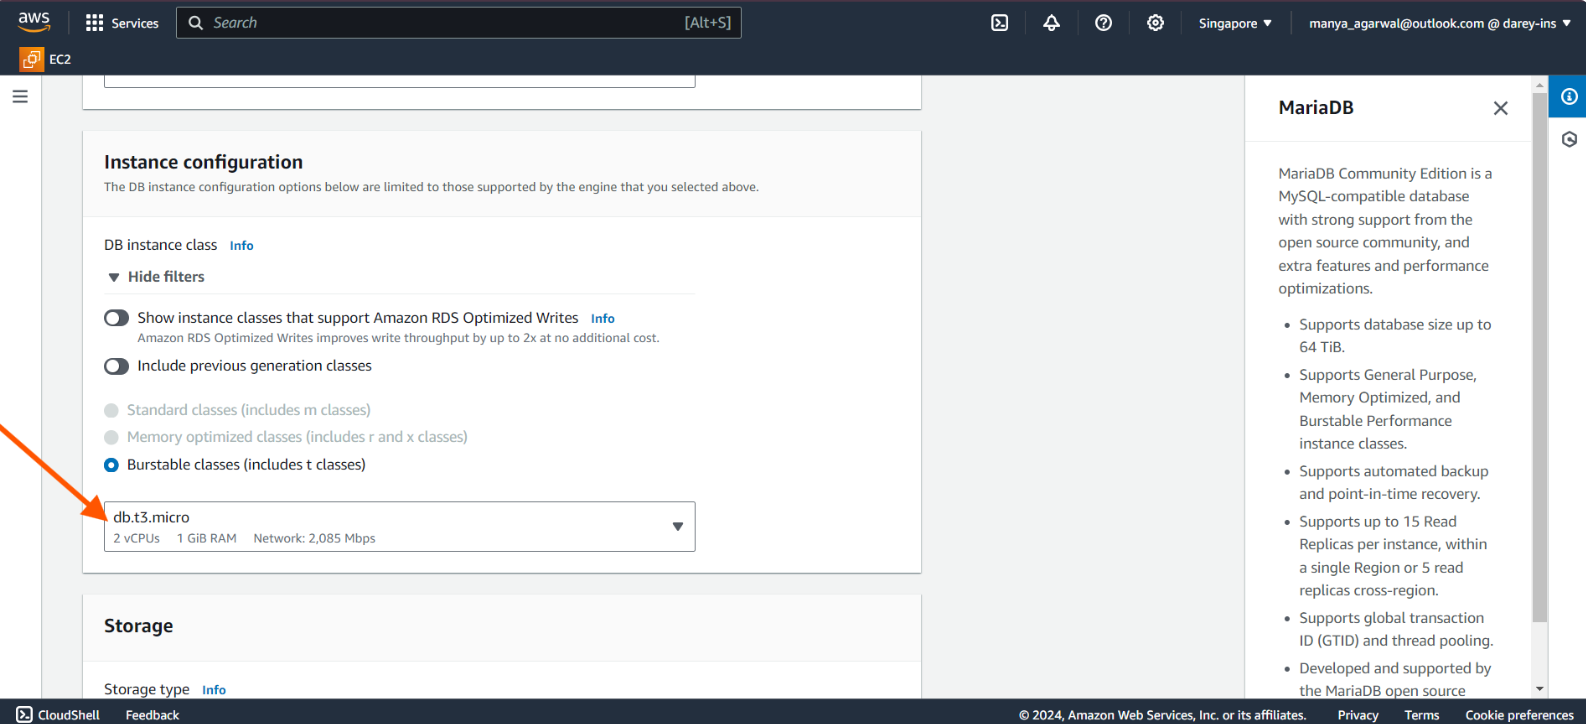 aws
Services
Search
[Alt+S]
Singapore
manya_agarwal@outlook.com @ darey-ins
EC2
Instance configuration
The DB instance configuration options below are limited to those supported by the engine that you selected above.
DB instance class Info
Hide filters
Show instance classes that support Amazon RDS Optimized Writes Info
Amazon RDS Optimized Writes improves write throughput by up to 2x at no additional cost.
Include previous generation classes
Standard classes (includes m classes)
Memory optimized classes (includes r and x classes)
Burstable classes (includes t classes)
db.t3.micro
2 vCPUs 1 GiB RAM Network: 2,085 Mbps
Storage
Storage type Info
MariaDB
MariaDB Community Edition is a
MySQL-compatible database
with strong support from the
open source community, and
extra features and performance
optimizations.
• Supports database size up to
64 TiB.
• Supports General Purpose,
Memory Optimized, and
Burstable Performance
instance classes.
• Supports automated backup
and point-in-time recovery.
• Supports up to 15 Read
Replicas per instance, within
a single Region or 5 read
replicas cross-region.
• Supports global transaction
ID (GTID) and thread pooling.
• Developed and supported by
the MariaDB open source
CloudShell
Feedback
© 2024, Amazon Web Services, Inc. or its affiliates.
Privacy
Terms
Cookie preferences